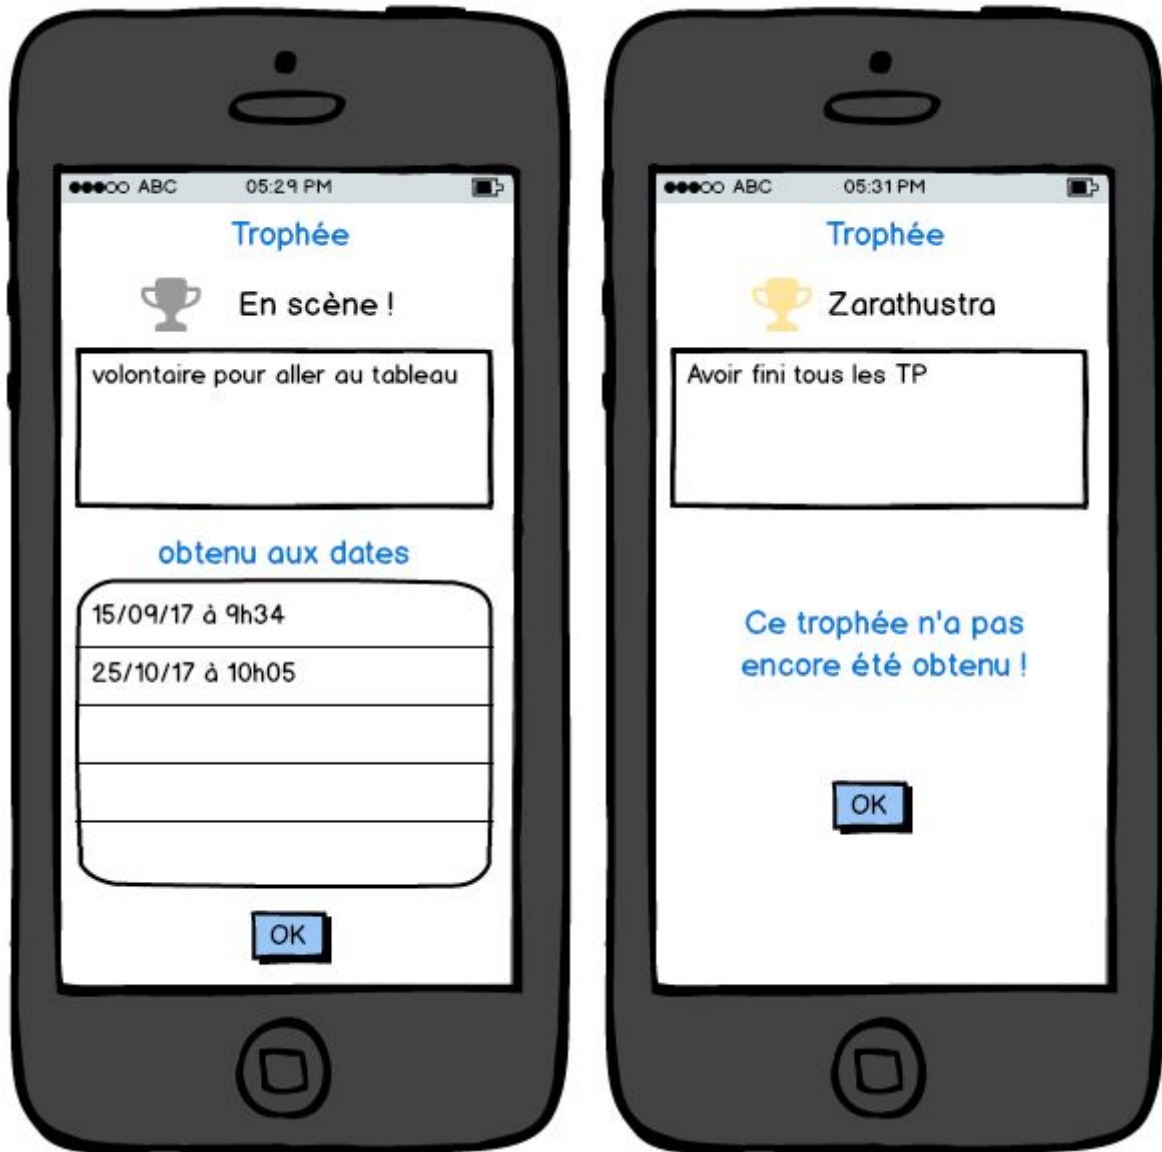 ABC 05:29 PM
Trophée
En scène !
volontaire pour aller au tableau
obtenu aux dates
15/09/17 à 9h34
25/10/17 à 10h05
OK
ABC 05:31 PM
Trophée
Zarathustra
Avoir fini tous les TP
Ce trophée n'a pas
encore été obtenu !
OK